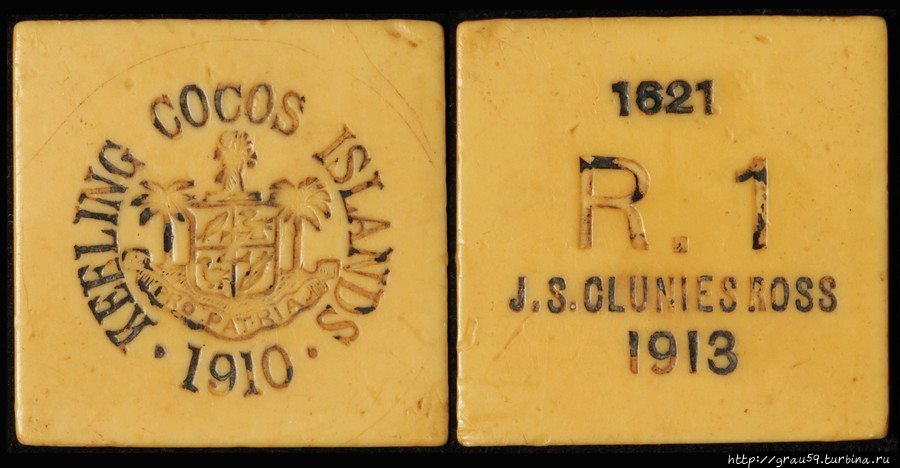 KEELING COCOS ISLANDS
PRO PATRIA
· 1910 ·
1621
R. 1
J.S.CLUNIES ROSS
1913
http://grau59.turbina.ru